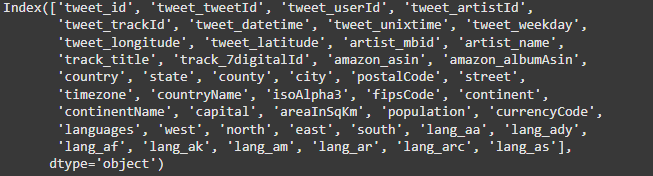 Index(['tweet_id', 'tweet_tweetId', 'tweet_userId', 'tweet_artistId',
'tweet_trackId', 'tweet_datetime', 'tweet_unixtime', 'tweet_weekday',
'tweet_longitude', 'tweet_latitude', 'artist_mbid', 'artist_name',
'track_title', 'track_7digitalId', 'amazon_asin', 'amazon_albumAsin',
'country', 'state', 'county', 'city', 'postalCode', 'street',
'timezone', 'countryName', 'isoAlpha3', 'fipsCode', 'continent',
'continentName', 'capital', 'areaInSqKm', 'population', 'currencyCode',
'languages', 'west', 'north', 'east', 'south', 'lang_aa', 'lang_ady',
'lang_af', 'lang_ak', 'lang_am', 'lang_ar', 'lang_arc', 'lang_as'],
dtype='object')